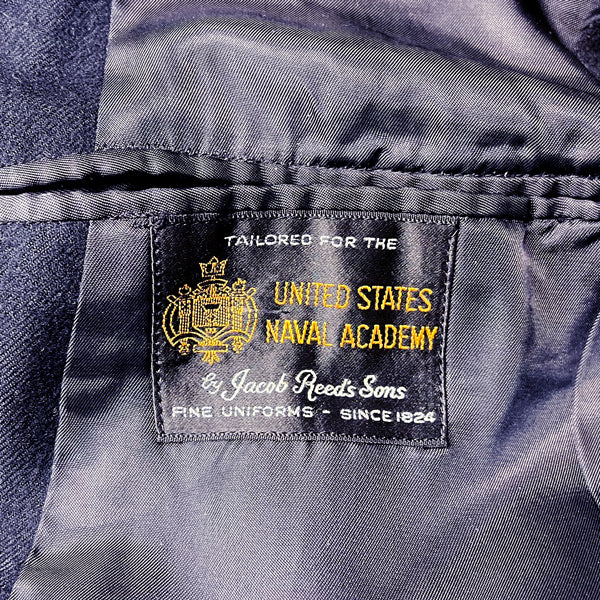 TAILORED FOR THE
UNITED STATES
NAVAL ACADEMY
by Jacob Reed's Sons
FINE UNIFORMS - SINCE 1824